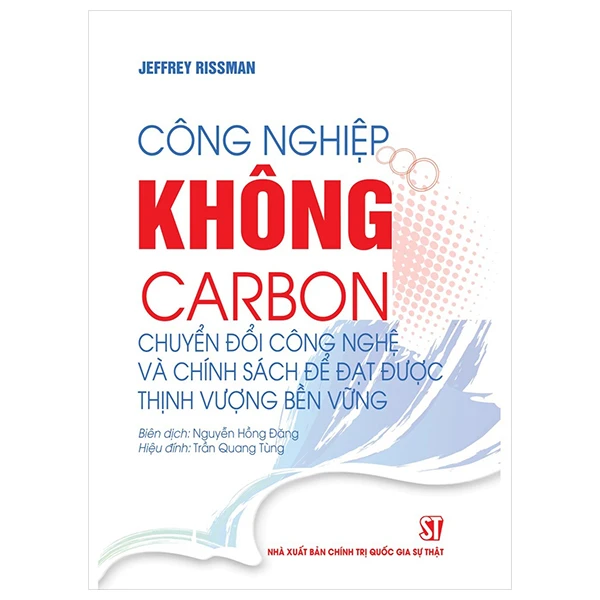 JEFFREY RISSMAN
CÔNG NGHIỆP
KHÔNG
CARBON
CHUYỂN ĐỔI CÔNG NGHỆ
VÀ CHÍNH SÁCH ĐỂ ĐẠT ĐƯỢC
THỊNH VƯỢNG BỀN VỮNG
Biên dịch: Nguyễn Hồng Đăng
Hiệu đính: Trần Quang Tùng
ST
NHÀ XUẤT BẢN CHÍNH TRỊ QUỐC GIA SỰ THẬT